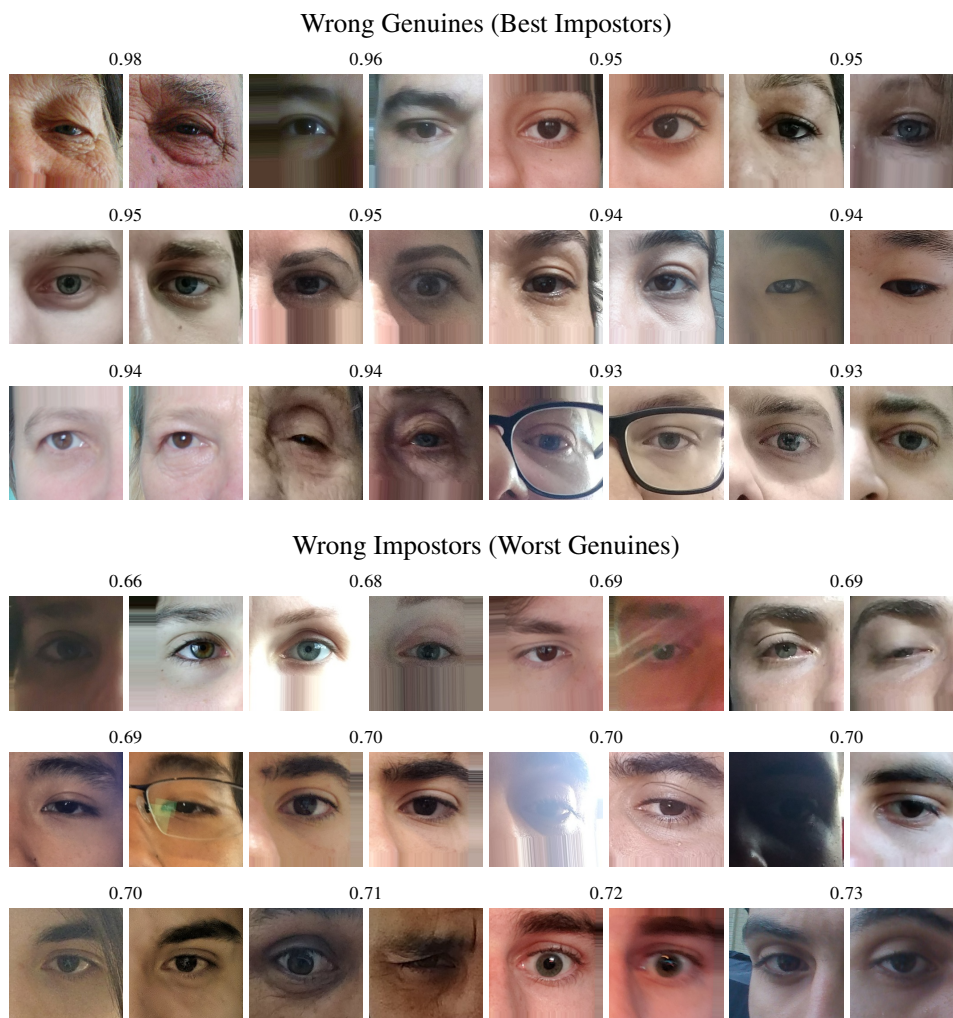 Wrong Genuines (Best Impostors)
0.98 0.96 0.95 0.95
0.95 0.95 0.94 0.94
0.94 0.94 0.93 0.93
Wrong Impostors (Worst Genuines)
0.66 0.68 0.69 0.69
0.69 0.70 0.70 0.70
0.70 0.71 0.72 0.73